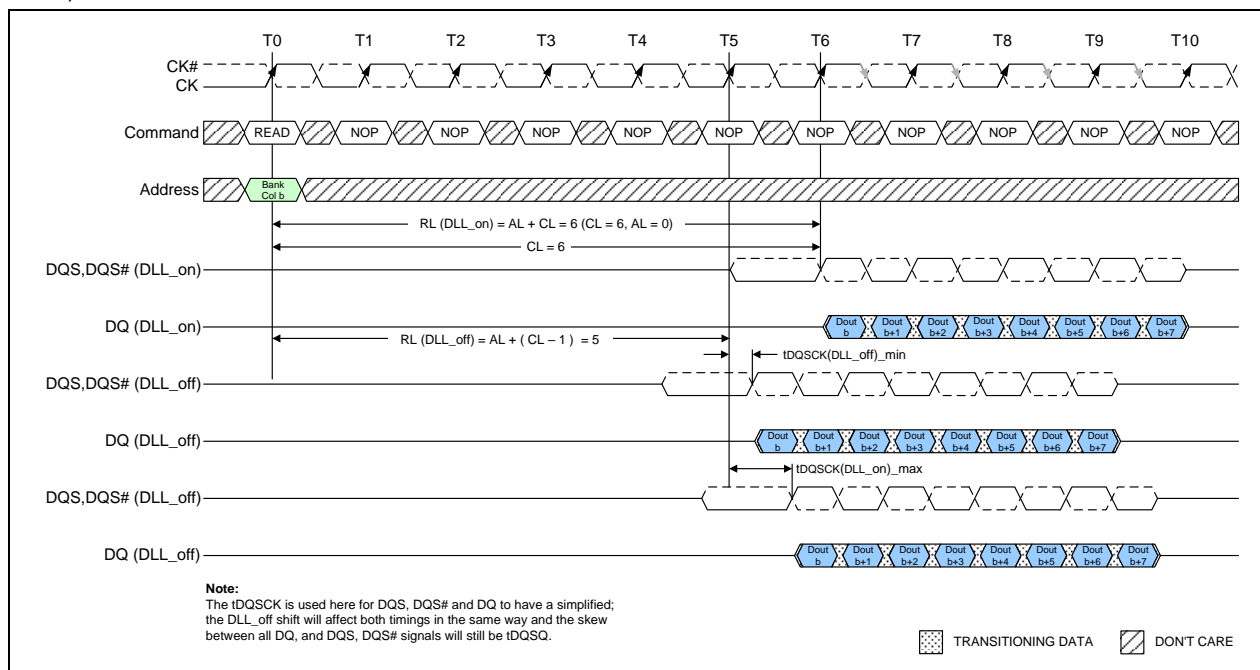 T0 T1 T2 T3 T4 T5 T6 T7 T8 T9 T10
CK#
CK
Command READ NOP NOP NOP NOP NOP NOP NOP NOP NOP NOP
Address Bank
Col b
RL (DLL_on) = AL + CL = 6 (CL = 6, AL = 0)
CL = 6
DQS,DQS# (DLL_on)
DQ (DLL_on) Dout Dout Dout Dout Dout Dout Dout Dout
b b+1 b+2 b+3 b+4 b+5 b+6 b+7
RL (DLL_off) = AL + ( CL – 1 ) = 5
tDQSCK(DLL_off)_min
DQS,DQS# (DLL_off)
DQ (DLL_off) Dout Dout Dout Dout Dout Dout Dout Dout
b b+1 b+2 b+3 b+4 b+5 b+6 b+7
tDQSCK(DLL_on)_max
DQS,DQS# (DLL_off)
DQ (DLL_off) Dout Dout Dout Dout Dout Dout Dout Dout
b b+1 b+2 b+3 b+4 b+5 b+6 b+7
Note:
The tDQSCK is used here for DQS, DQS# and DQ to have a simplified;
the DLL_off shift will affect both timings in the same way and the skew
between all DQ, and DQS, DQS# signals will still be tDQSQ.
TRANSITIONING DATA DON'T CARE